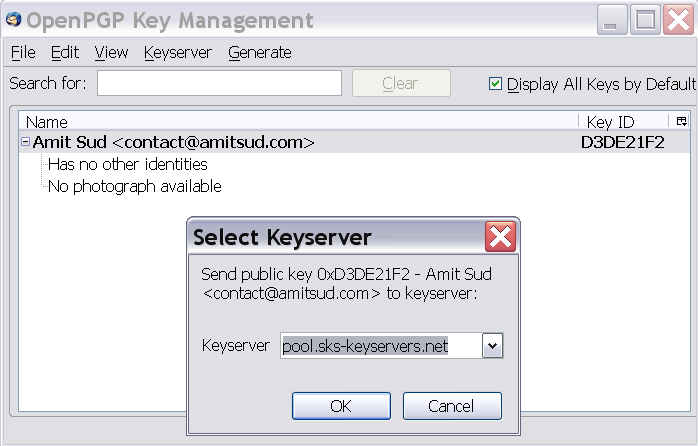 OpenPGP Key Management
File Edit View Keyserver Generate
Search for: Clear Display All Keys by Default
Name Key ID
Amit Sud <contact@amitsud.com> D3DE21F2
Has no other identities
No photograph available
Select Keyserver
Send public key 0xD3DE21F2 - Amit Sud
<contact@amitsud.com> to keyserver:
Keyserver pool.sks-keyservers.net
OK Cancel